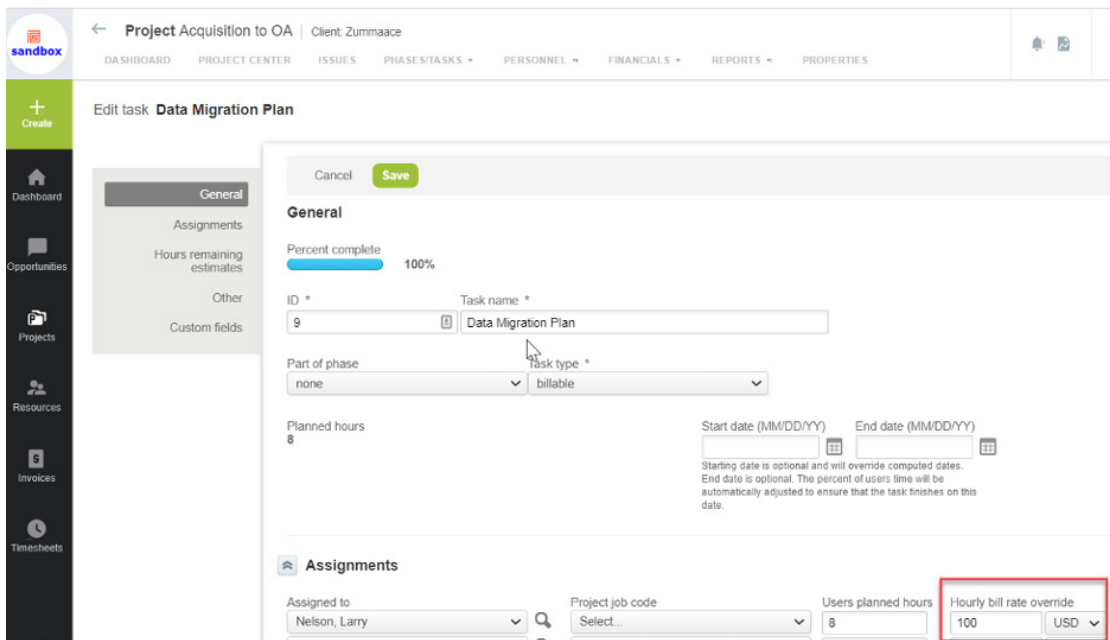 sandbox
Project Acquisition to OA | Client: Zummaace
DASHBOARD PROJECT CENTER ISSUES PHASES/TASKS PERSONNEL FINANCIALS REPORTS PROPERTIES
Create
Edit task Data Migration Plan
Dashboard
Opportunities
Projects
Resources
Invoices
Timesheets
General
Assignments
Hours remaining
estimates
Other
Custom fields
Cancel Save
General
Percent complete
100%
ID * Task name *
9 Data Migration Plan
Part of phase Task type *
none billable
Planned hours Start date (MM/DD/YY) End date (MM/DD/YY)
8
Starting date is optional and will override computed dates.
End date is optional. The percent of users time will be
automatically adjusted to ensure that the task finishes on this
date.
Assignments
Assigned to Project job code Users planned hours Hourly bill rate override
Nelson, Larry Select... 8 100 USD